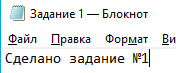 Задание 1 — Блокнот
Файл Правка Формат Ви
Сделано задание №1